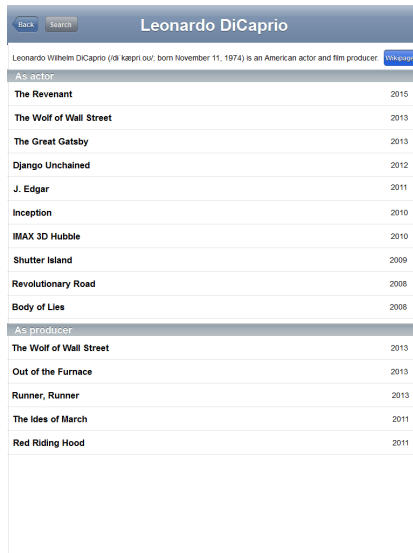 Back
Search
Leonardo DiCaprio
Leonardo Wilhelm DiCaprio (/dɪˈkæpri.oʊ/; born November 11, 1974) is an American actor and film producer.
As actor
The Revenant 2015
The Wolf of Wall Street 2013
The Great Gatsby 2013
Django Unchained 2012
J. Edgar 2011
Inception 2010
IMAX 3D Hubble 2010
Shutter Island 2009
Revolutionary Road 2008
Body of Lies 2008
As producer
The Wolf of Wall Street 2013
Out of the Furnace 2013
Runner, Runner 2013
The Ides of March 2011
Red Riding Hood 2011